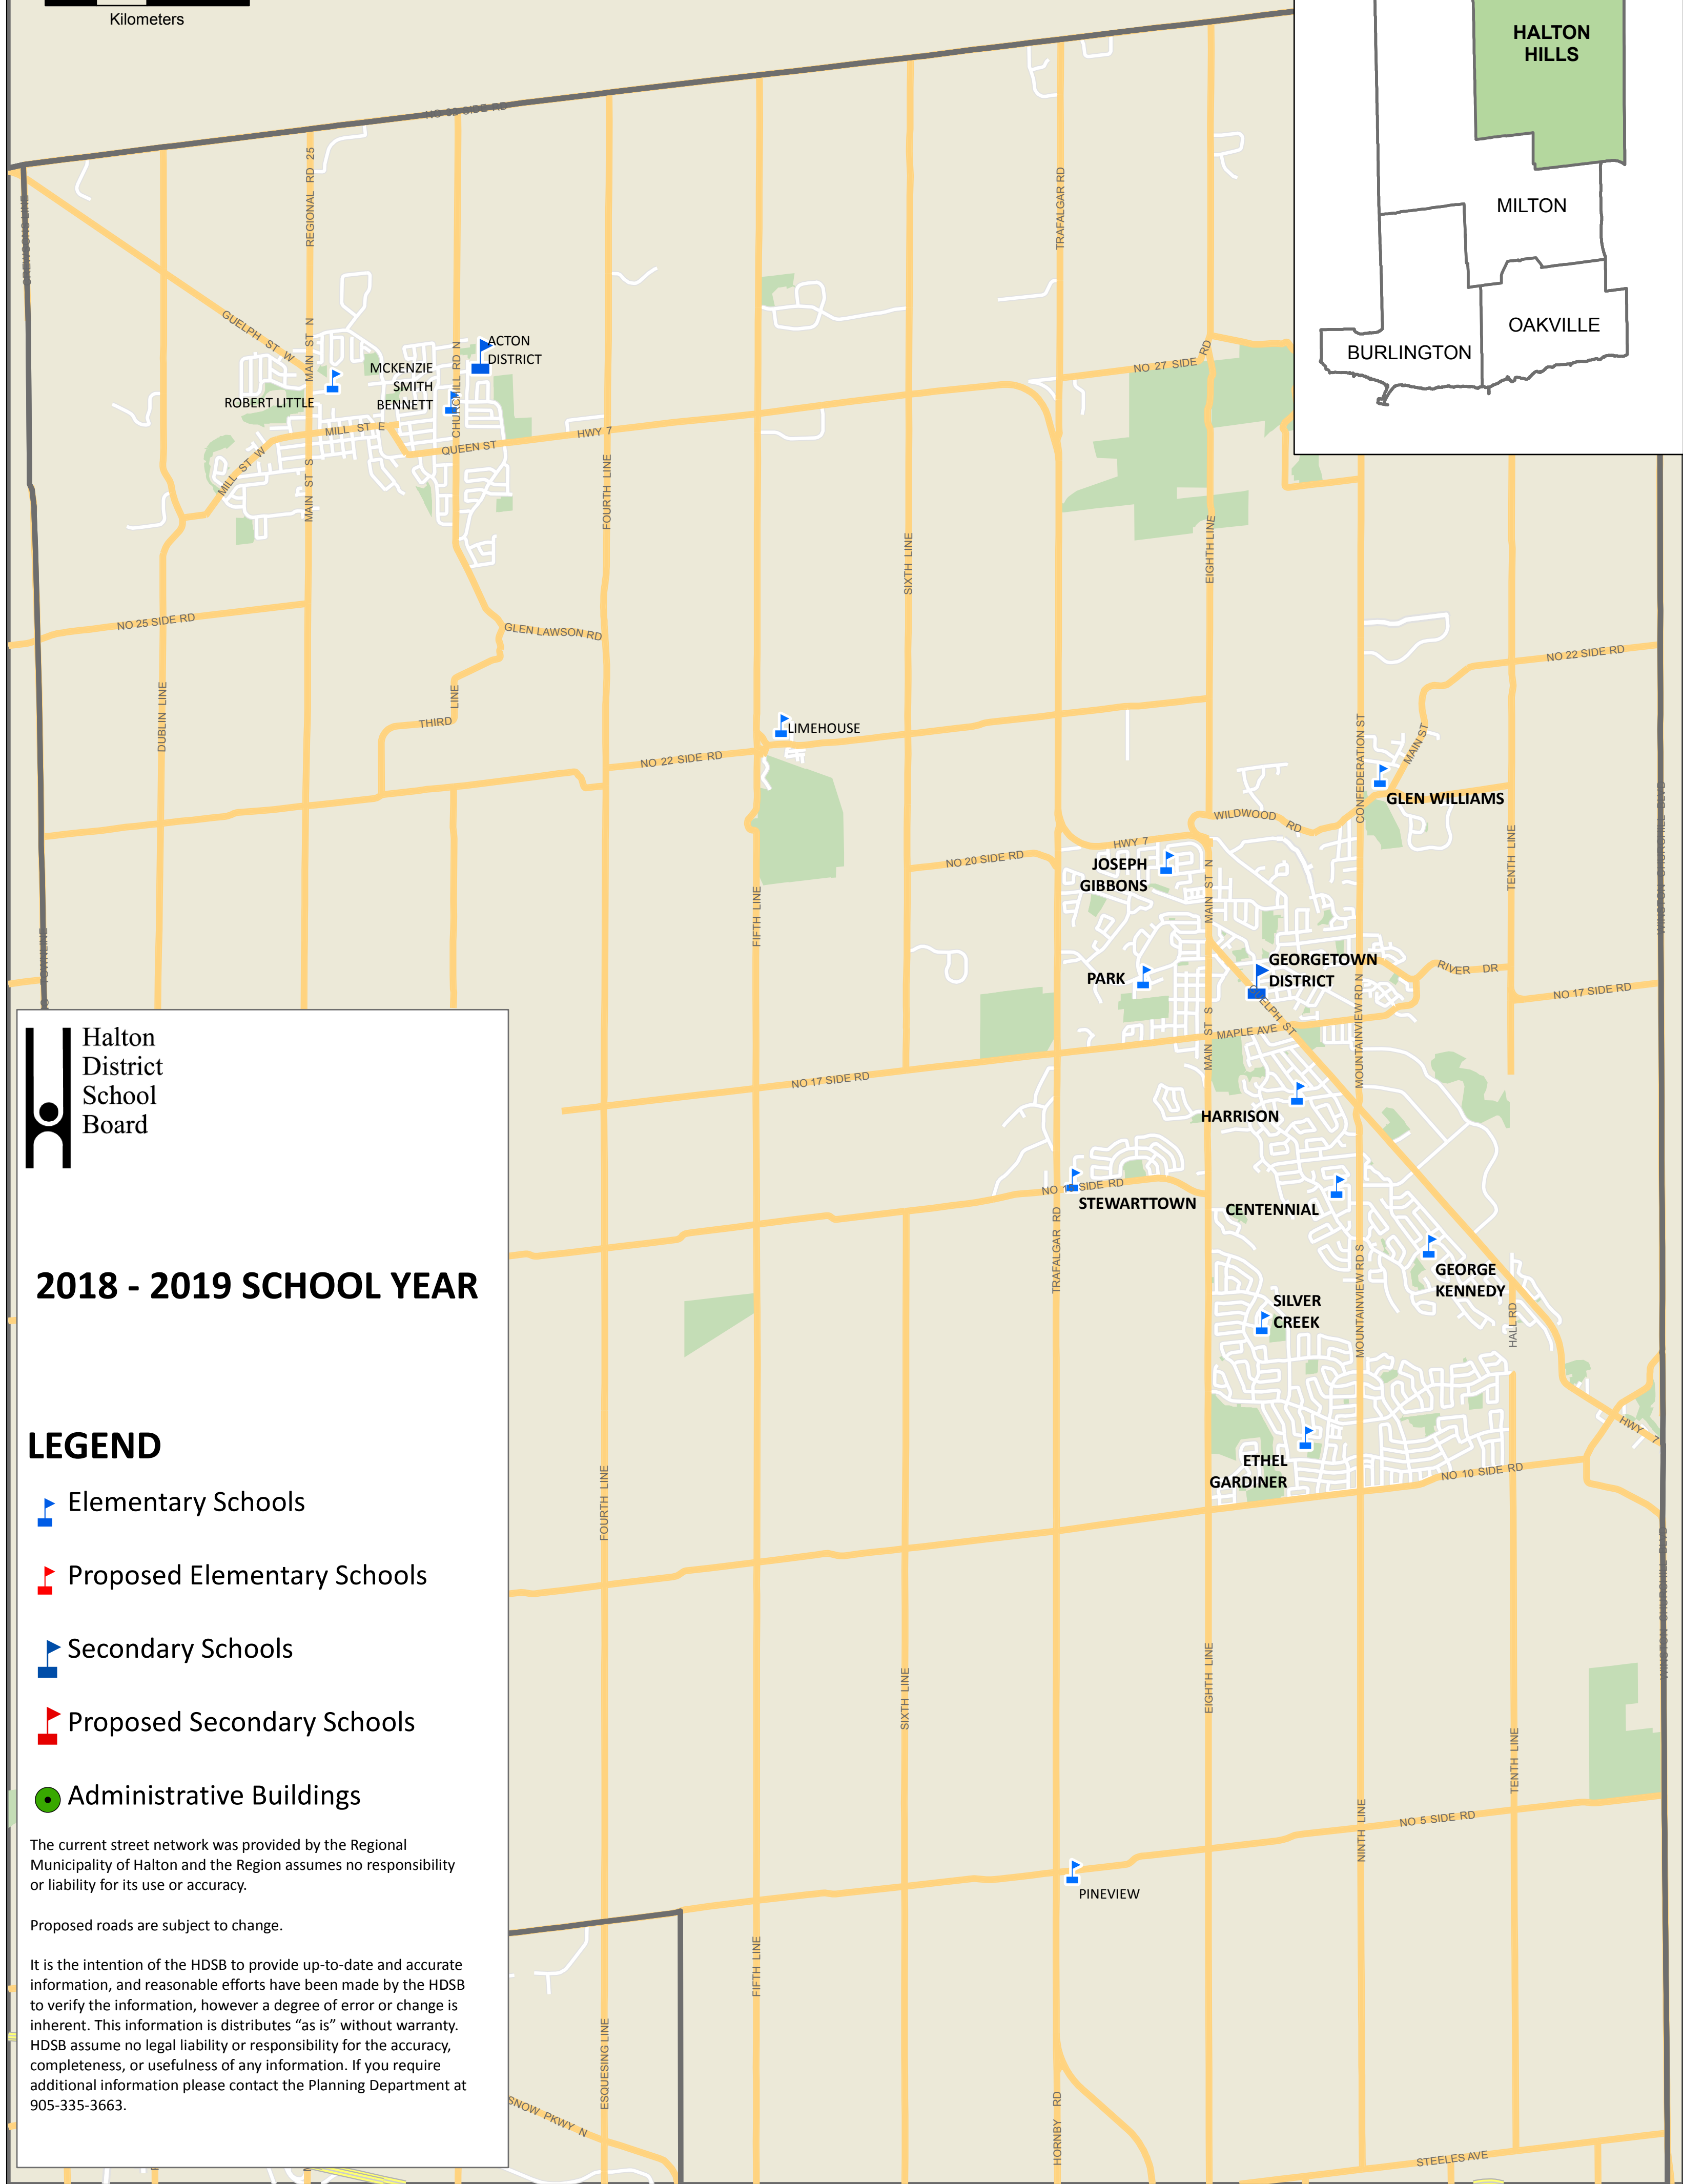 Kilometers
HALTON
HILLS
MILTON
OAKVILLE
BURLINGTON
NO 32 SIDE RD
REGIONAL RD 25
TRAFALGAR RD
GUELPH ST W
MAIN ST N
ROBERT LITTLE
MCKENZIE
SMITH
BENNETT
CHURCHILL RD N
ACTON
DISTRICT
MILL ST E
MILL ST W
MAIN ST S
QUEEN ST
HWY 7
FOURTH LINE
NO 27 SIDE RD
SIXTH LINE
EIGHTH LINE
NO 25 SIDE RD
GLEN LAWSON RD
DUBLIN LINE
THIRD LINE
LIMEHOUSE
NO 22 SIDE RD
NO 22 SIDE RD
CONFEDERATION ST
MAIN ST
GLEN WILLIAMS
WILDWOOD RD
HWY 7
NO 20 SIDE RD
JOSEPH
GIBBONS
MAIN ST N
TENTH LINE
WINSTON CHURCHILL BLVD
FIFTH LINE
PARK
GEORGETOWN
DISTRICT
GUELPH ST
MAPLE AVE
MAIN ST S
MOUNTAINVIEW RD N
RIVER DR
NO 17 SIDE RD
NO 17 SIDE RD
HARRISON
STEWARTTOWN
CENTENNIAL
TRAFALGAR RD
MOUNTAINVIEW RD S
GEORGE
KENNEDY
SILVER
CREEK
HALL RD
ETHEL
GARDINER
HWY 7
NO 10 SIDE RD
FOURTH LINE
SIXTH LINE
EIGHTH LINE
WINSTON CHURCHILL BLVD
TENTH LINE
NINTH LINE
NO 5 SIDE RD
PINEVIEW
FIFTH LINE
ESQUESING LINE
HORNBY RD
SNOW PKWY N
STEELES AVE
Halton
District
School
Board
2018 - 2019 SCHOOL YEAR
LEGEND
Elementary Schools
Proposed Elementary Schools
Secondary Schools
Proposed Secondary Schools
Administrative Buildings
The current street network was provided by the Regional
Municipality of Halton and the Region assumes no responsibility
or liability for its use or accuracy.
Proposed roads are subject to change.
It is the intention of the HDSB to provide up-to-date and accurate
information, and reasonable efforts have been made by the HDSB
to verify the information, however a degree of error or change is
inherent. This information is distributes “as is” without warranty.
HDSB assume no legal liability or responsibility for the accuracy,
completeness, or usefulness of any information. If you require
additional information please contact the Planning Department at
905-335-3663.